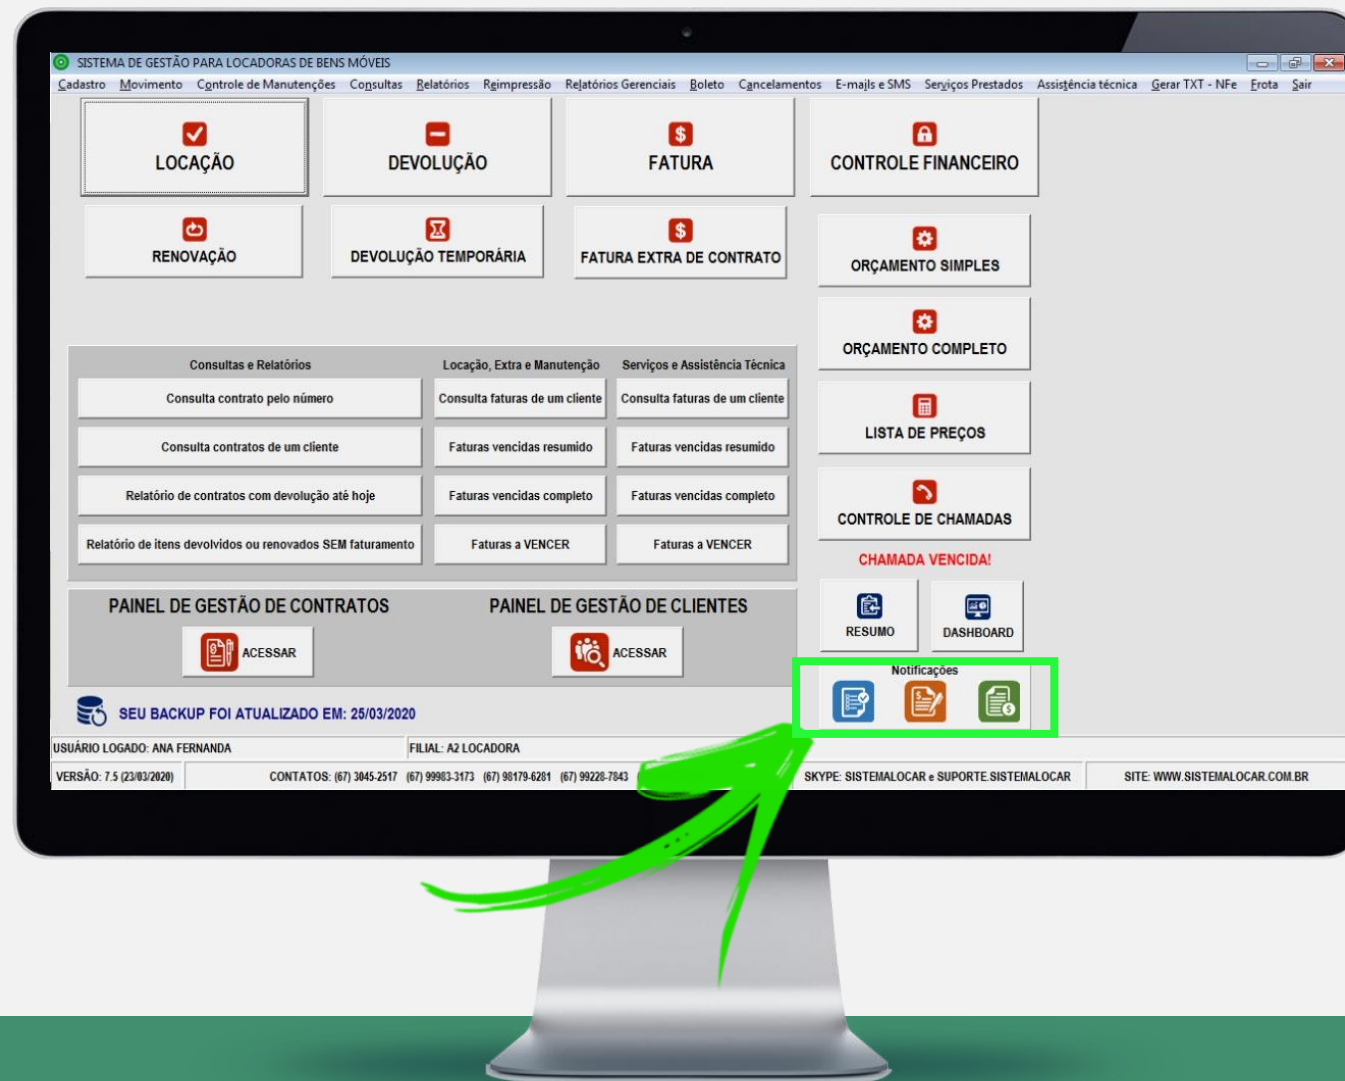 SISTEMA DE GESTÃO PARA LOCADORAS DE BENS MÓVEIS
Cadastro Movimento Controle de Manutenções Consultas Relatórios Reimpressão Relatórios Gerenciais Boleto Cancelamentos E-mails e SMS Serviços Prestados Assistência técnica Gerar TXT - NFe Frota Sair
LOCAÇÃO DEVOLUÇÃO FATURA CONTROLE FINANCEIRO
RENOVAÇÃO DEVOLUÇÃO TEMPORÁRIA FATURA EXTRA DE CONTRATO
ORÇAMENTO SIMPLES
ORÇAMENTO COMPLETO
Consultas e Relatórios Locação, Extra e Manutenção Serviços e Assistência Técnica
Consulta contrato pelo número Consulta faturas de um cliente Consulta faturas de um cliente
LISTA DE PREÇOS
Consulta contratos de um cliente Faturas vencidas resumido Faturas vencidas resumido
Relatório de contratos com devolução até hoje Faturas vencidas completo Faturas vencidas completo
CONTROLE DE CHAMADAS
Relatório de itens devolvidos ou renovados SEM faturamento Faturas a VENCER Faturas a VENCER
CHAMADA VENCIDA!
PAINEL DE GESTÃO DE CONTRATOS PAINEL DE GESTÃO DE CLIENTES
RESUMO DASHBOARD
ACESSAR ACESSAR
Notificações
SEU BACKUP FOI ATUALIZADO EM: 25/03/2020
USUÁRIO LOGADO: ANA FERNANDA FILIAL: A2 LOCADORA
VERSÃO: 7.5 (23/03/2020) CONTATOS: (67) 3045-2517 (67) 99983-3173 (67) 98179-6281 (67) 99228-7843 SKYPE: SISTEMALOCAR e SUPORTE.SISTEMALOCAR SITE: WWW.SISTEMALOCAR.COM.BR